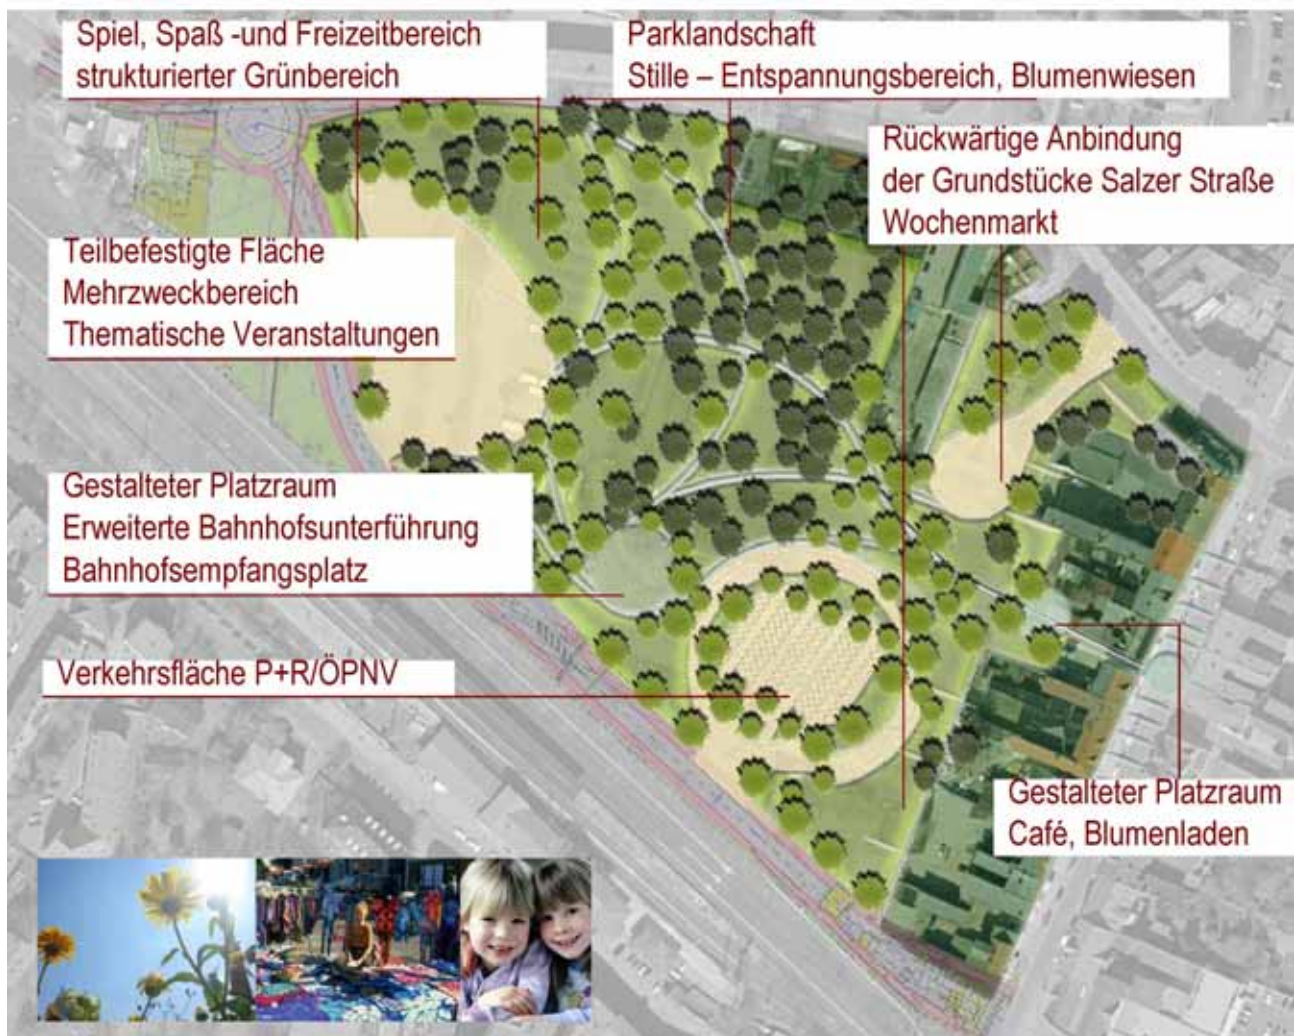 Spiel, Spaß -und Freizeitbereich
strukturierter Grünbereich
Parklandschaft
Stille – Entspannungsbereich, Blumenwiesen
Rückwärtige Anbindung
der Grundstücke Salzer Straße
Wochenmarkt
Teilbefestigte Fläche
Mehrzweckbereich
Thematische Veranstaltungen
Gestalteter Platzraum
Erweiterte Bahnhofsunterführung
Bahnhofsempfangsplatz
Verkehrsfläche P+R/ÖPNV
Gestalteter Platzraum
Café, Blumenladen